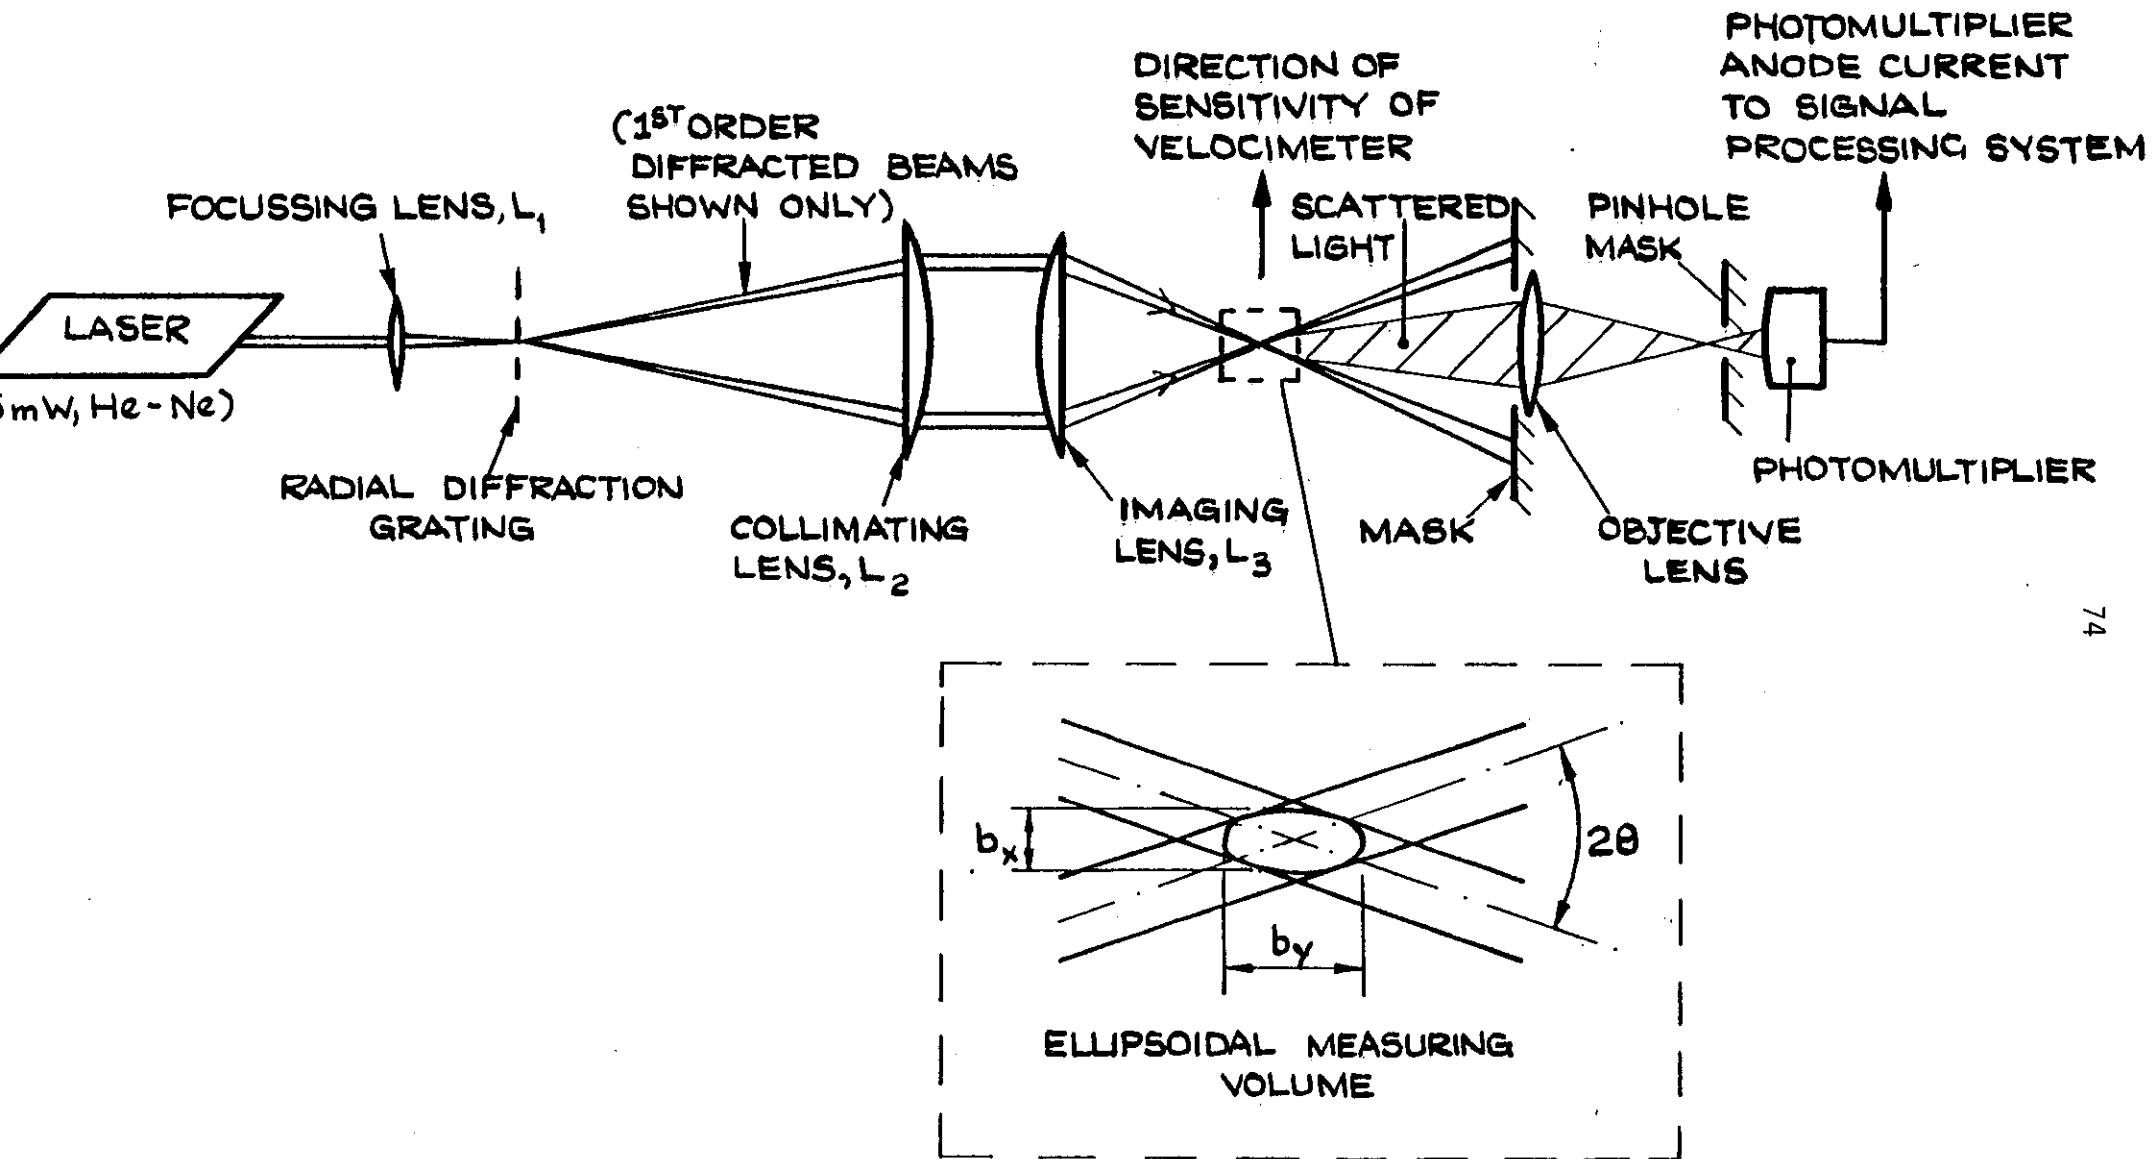 PHOTOMULTIPLIER
ANODE CURRENT
TO SIGNAL
PROCESSING SYSTEM
DIRECTION OF
SENSITIVITY OF
VELOCIMETER
(1ST ORDER
DIFFRACTED BEAMS
SHOWN ONLY)
FOCUSSING LENS, L1
SCATTERED
LIGHT
PINHOLE
MASK
LASER
mW, He-Ne)
RADIAL DIFFRACTION
GRATING
COLLIMATING
LENS, L2
IMAGING
LENS, L3
MASK
OBJECTIVE
LENS
PHOTOMULTIPLIER
74
bx
2θ
by
ELLIPSOIDAL MEASURING
VOLUME